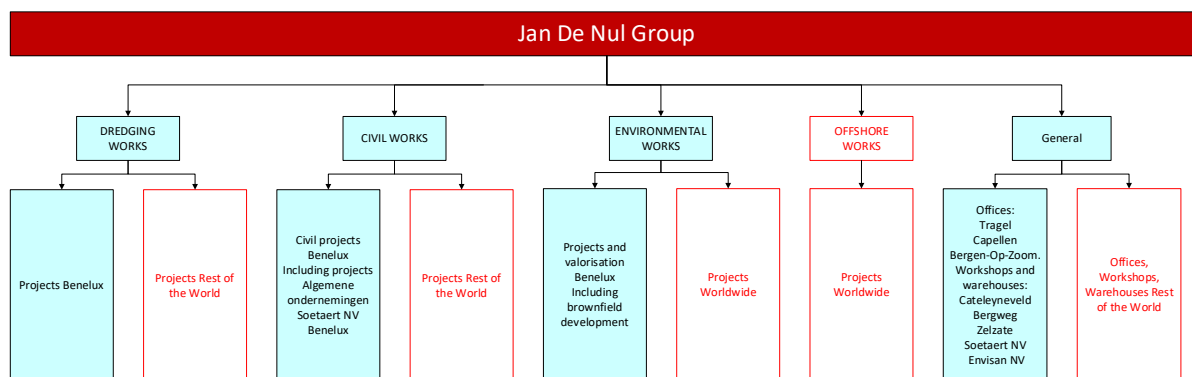 Jan De Nul Group
DREDGING
WORKS
CIVIL WORKS
ENVIRONMENTAL
WORKS
OFFSHORE
WORKS
General
Projects Benelux
Projects Rest of
the World
Civil projects
Benelux
Including projects
Algemene
ondernemingen
Soetaert NV
Benelux
Projects Rest of
the World
Projects and
valorisation
Benelux
Including
brownfield
development
Projects
Worldwide
Projects
Worldwide
Offices:
Tragel
Capellen
Bergen-Op-Zoom.
Workshops and
warehouses:
Cateleyneveld
Bergweg
Zelzate
Soetaert NV
Envisan NV
Offices,
Workshops,
Warehouses Rest
of the World